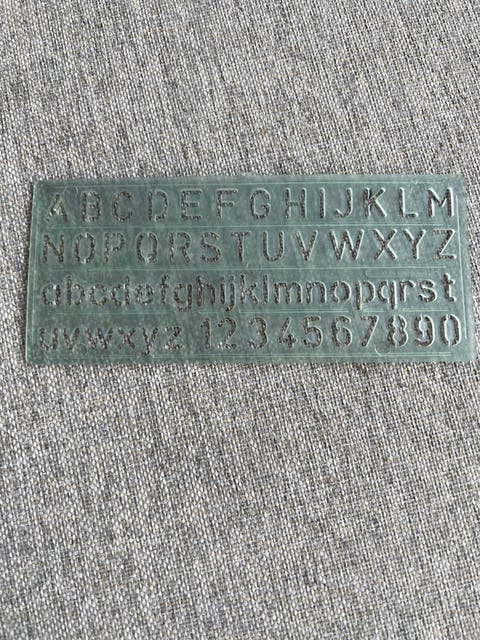 ABCDEFGHIJKLM
NOPQRSTUVWXYZ
abcdefghijklmnopqrst
uvwxyz 1234567890